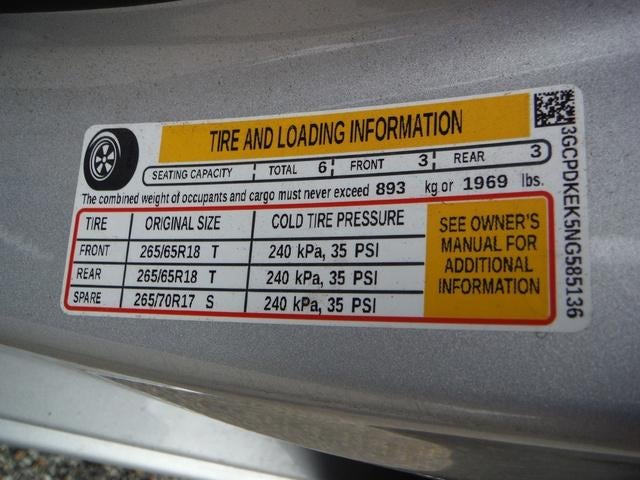 TIRE AND LOADING INFORMATION
SEATING CAPACITY TOTAL 6 FRONT 3 REAR 3
The combined weight of occupants and cargo must never exceed 893 kg or 1969 lbs.
TIRE ORIGINAL SIZE COLD TIRE PRESSURE
FRONT 265/65R18 T 240 kPa, 35 PSI
REAR 265/65R18 T 240 kPa, 35 PSI
SPARE 265/70R17 S 240 kPa, 35 PSI
SEE OWNER'S
MANUAL FOR
ADDITIONAL
INFORMATION
3GCPDKEK5NG585136